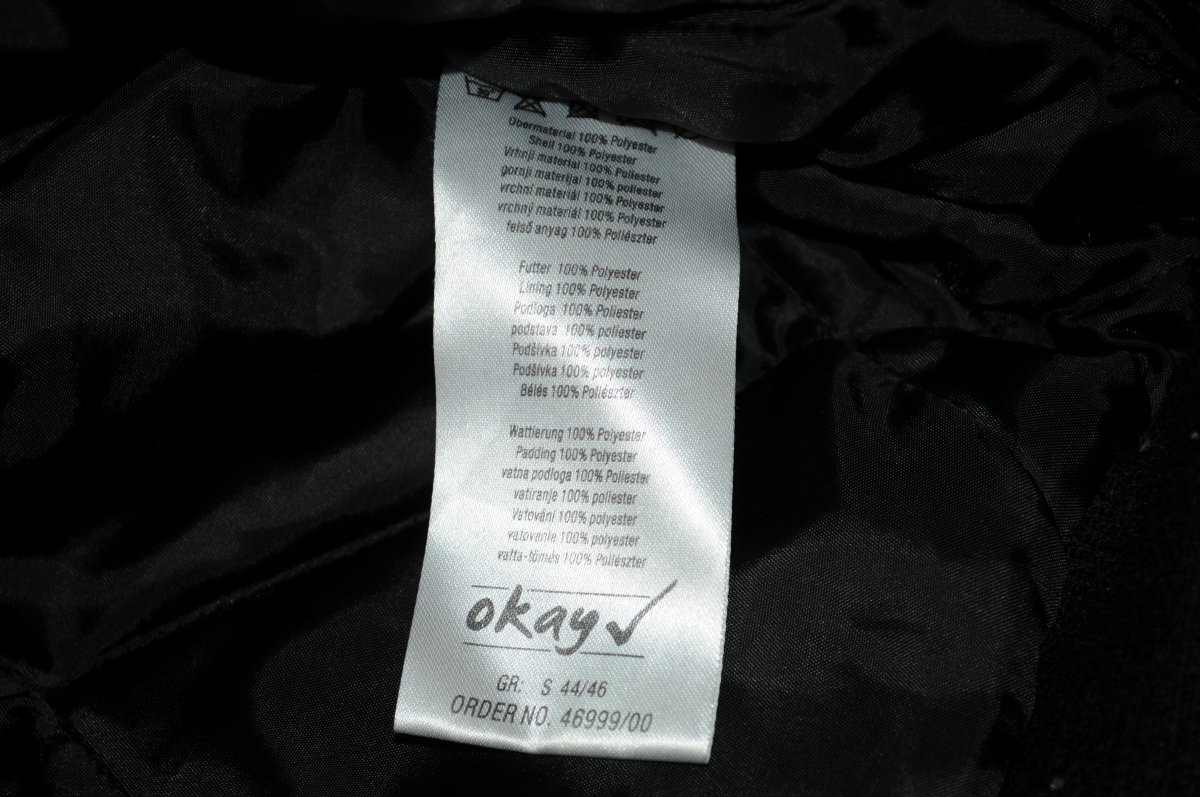 Obermaterial 100% Polyester
Shell 100% Polyester
Vrhnji material 100% Poliester
gornji materijal 100% poliester
vrchní materiál 100% Polyester
vrchný materiál 100% Polyester
felső anyag 100% Poliészter
Futter 100% Polyester
Lining 100% Polyester
Podloga 100% Poliester
podstava 100% poliester
Podšívka 100% polyester
Podšívka 100% polyester
Bélés 100% Poliészter
Wattierung 100% Polyester
Padding 100% Polyester
vatna podloga 100% Poliester
vatiranje 100% poliester
Vatování 100% polyester
vatovanie 100% polyester
vatta-tömés 100% Poliészter
okay
GR: S 44/46
ORDER NO. 46999/00